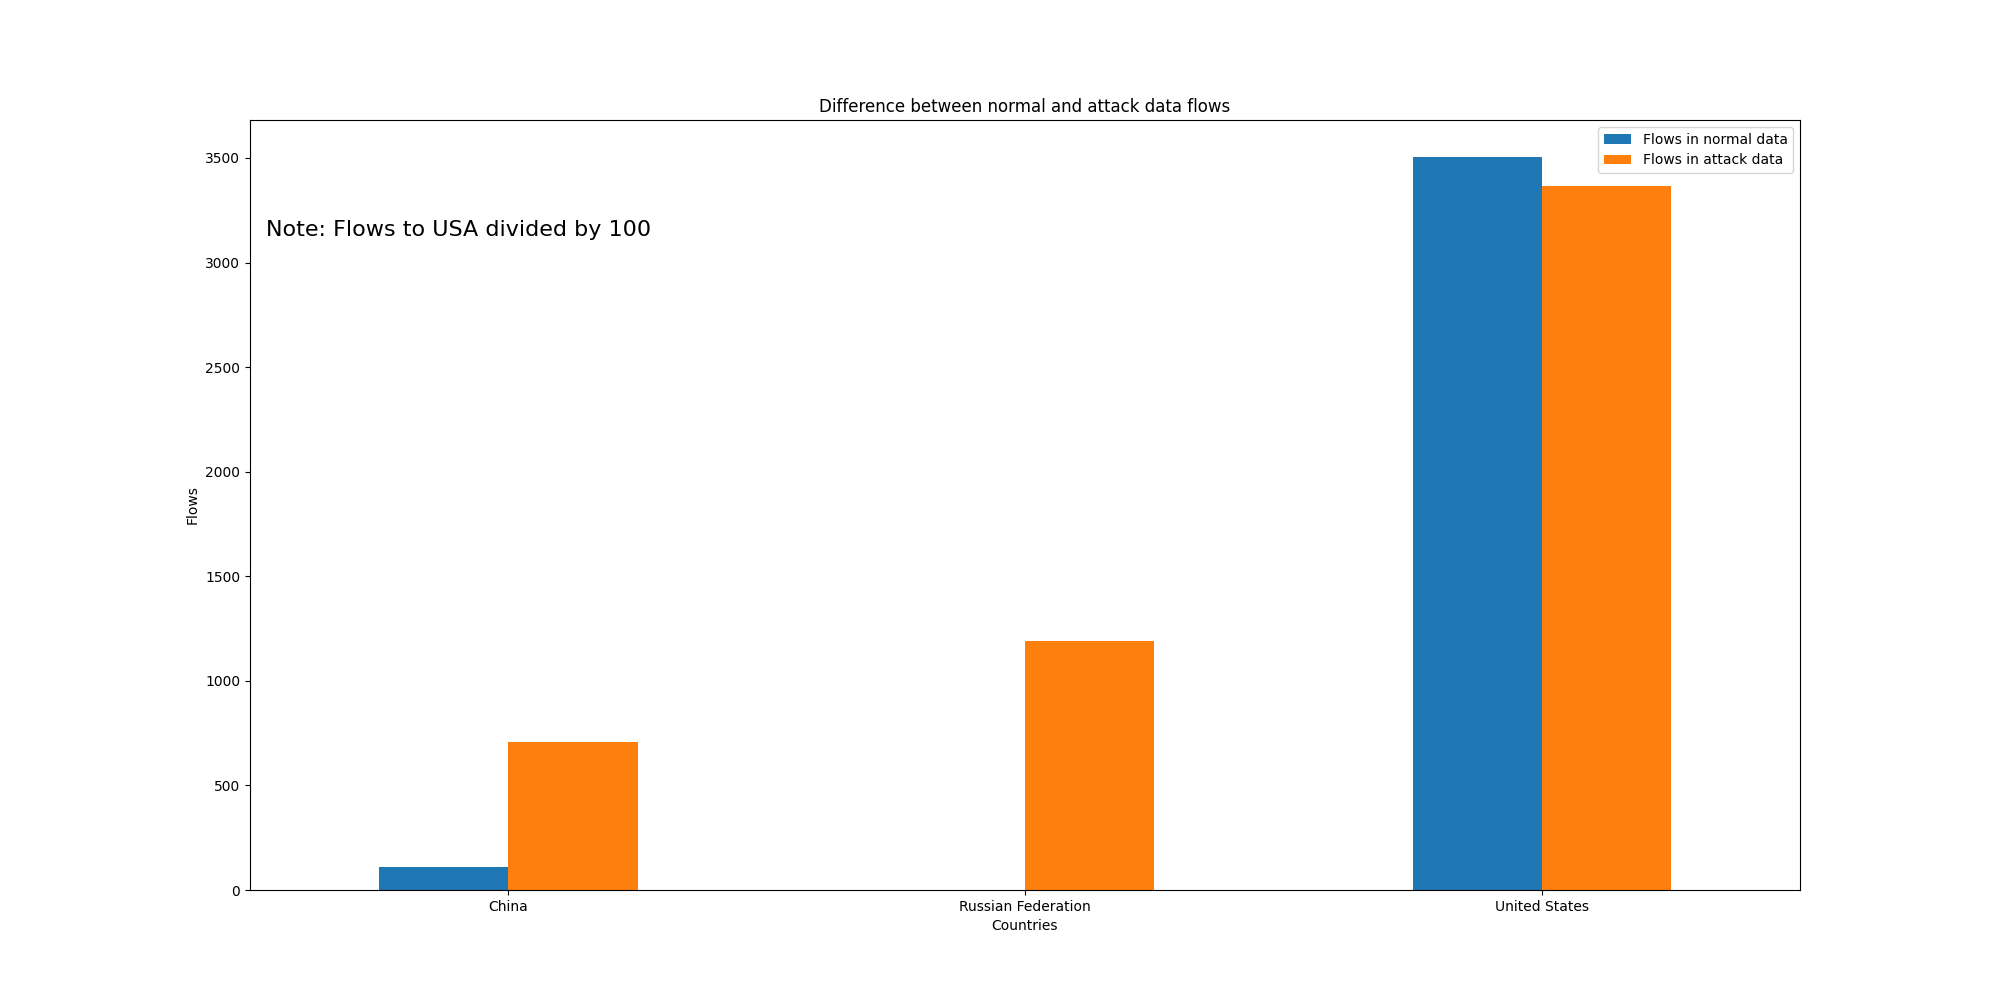 Difference between normal and attack data flows
Flows in normal data
Flows in attack data
Note: Flows to USA divided by 100
3500
3000
2500
2000
1500
1000
500
0
Flows
China
Russian Federation
United States
Countries